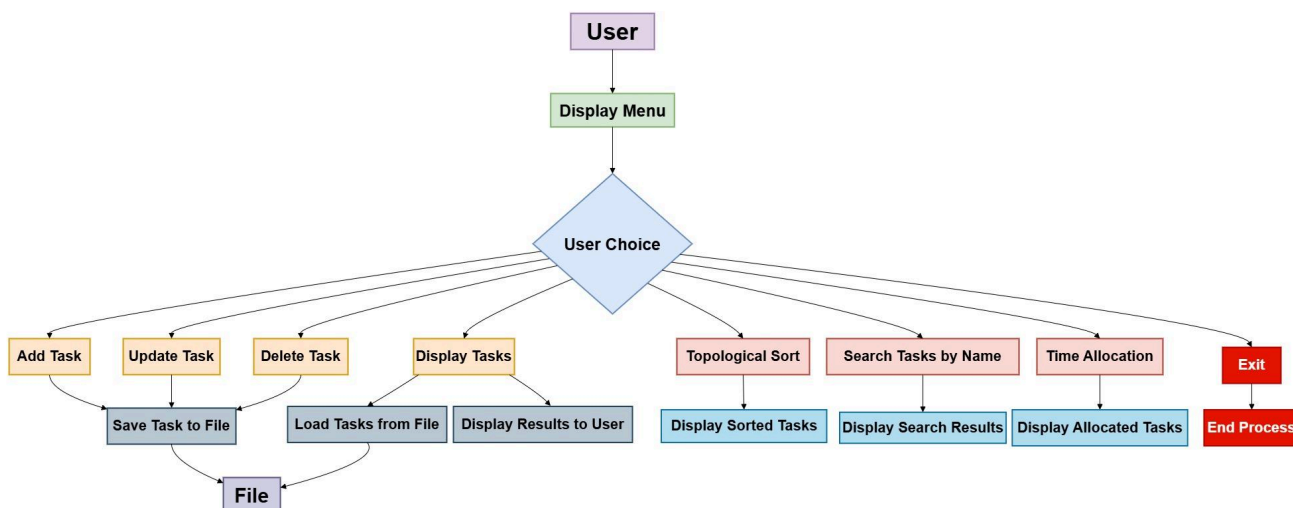 User
Display Menu
User Choice
Add Task
Update Task
Delete Task
Display Tasks
Topological Sort
Search Tasks by Name
Time Allocation
Exit
Save Task to File
Load Tasks from File
Display Results to User
Display Sorted Tasks
Display Search Results
Display Allocated Tasks
End Process
File